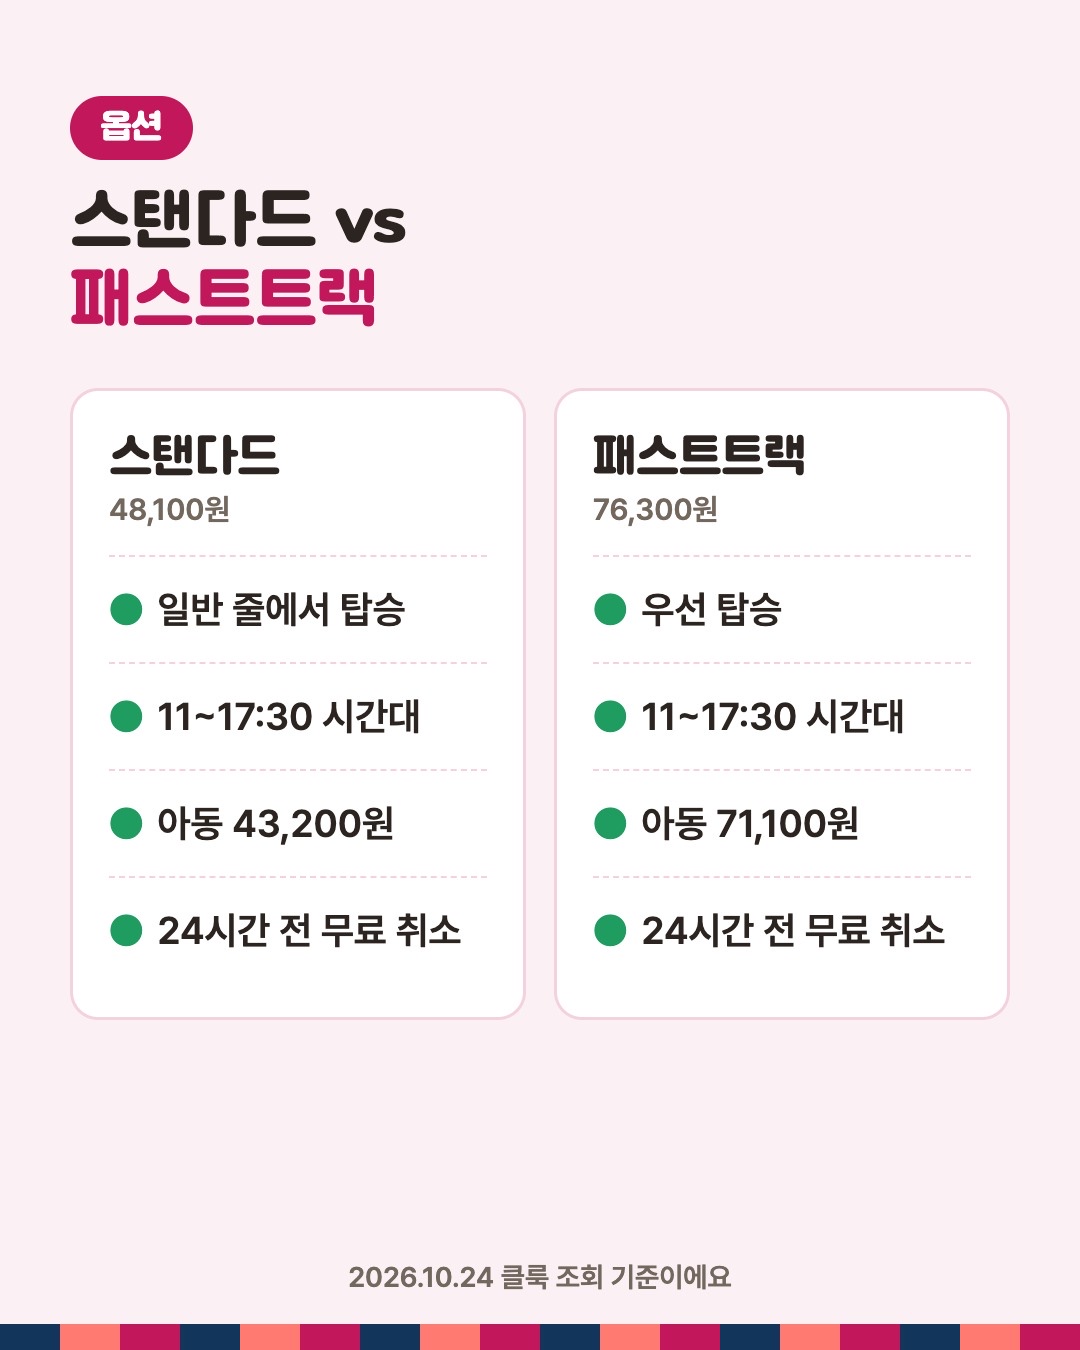 옵션
스탠다드 vs
패스트트랙
스탠다드
48,100원
일반 줄에서 탑승
11~17:30 시간대
아동 43,200원
24시간 전 무료 취소
패스트트랙
76,300원
우선 탑승
11~17:30 시간대
아동 71,100원
24시간 전 무료 취소
2026.10.24 클룩 조회 기준이에요